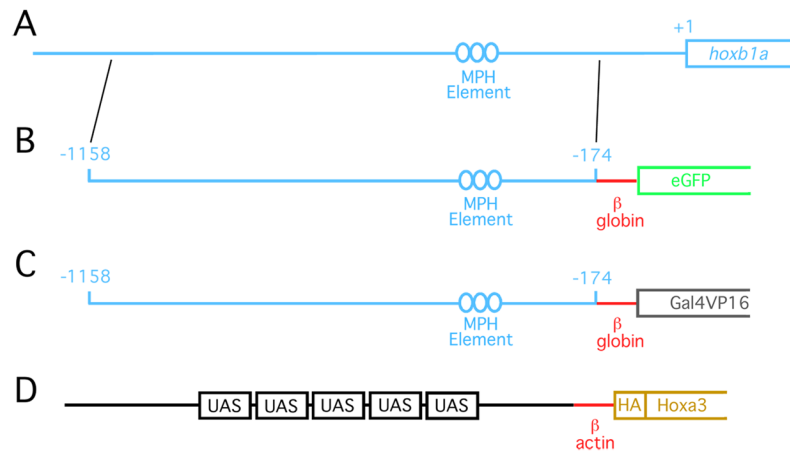 A
+1
hoxb1a
MPH
Element
B
-1158
-174
eGFP
MPH
Element
β
globin
C
-1158
-174
Gal4VP16
MPH
Element
β
globin
D
UAS UAS UAS UAS UAS
HA Hoxa3
β
actin